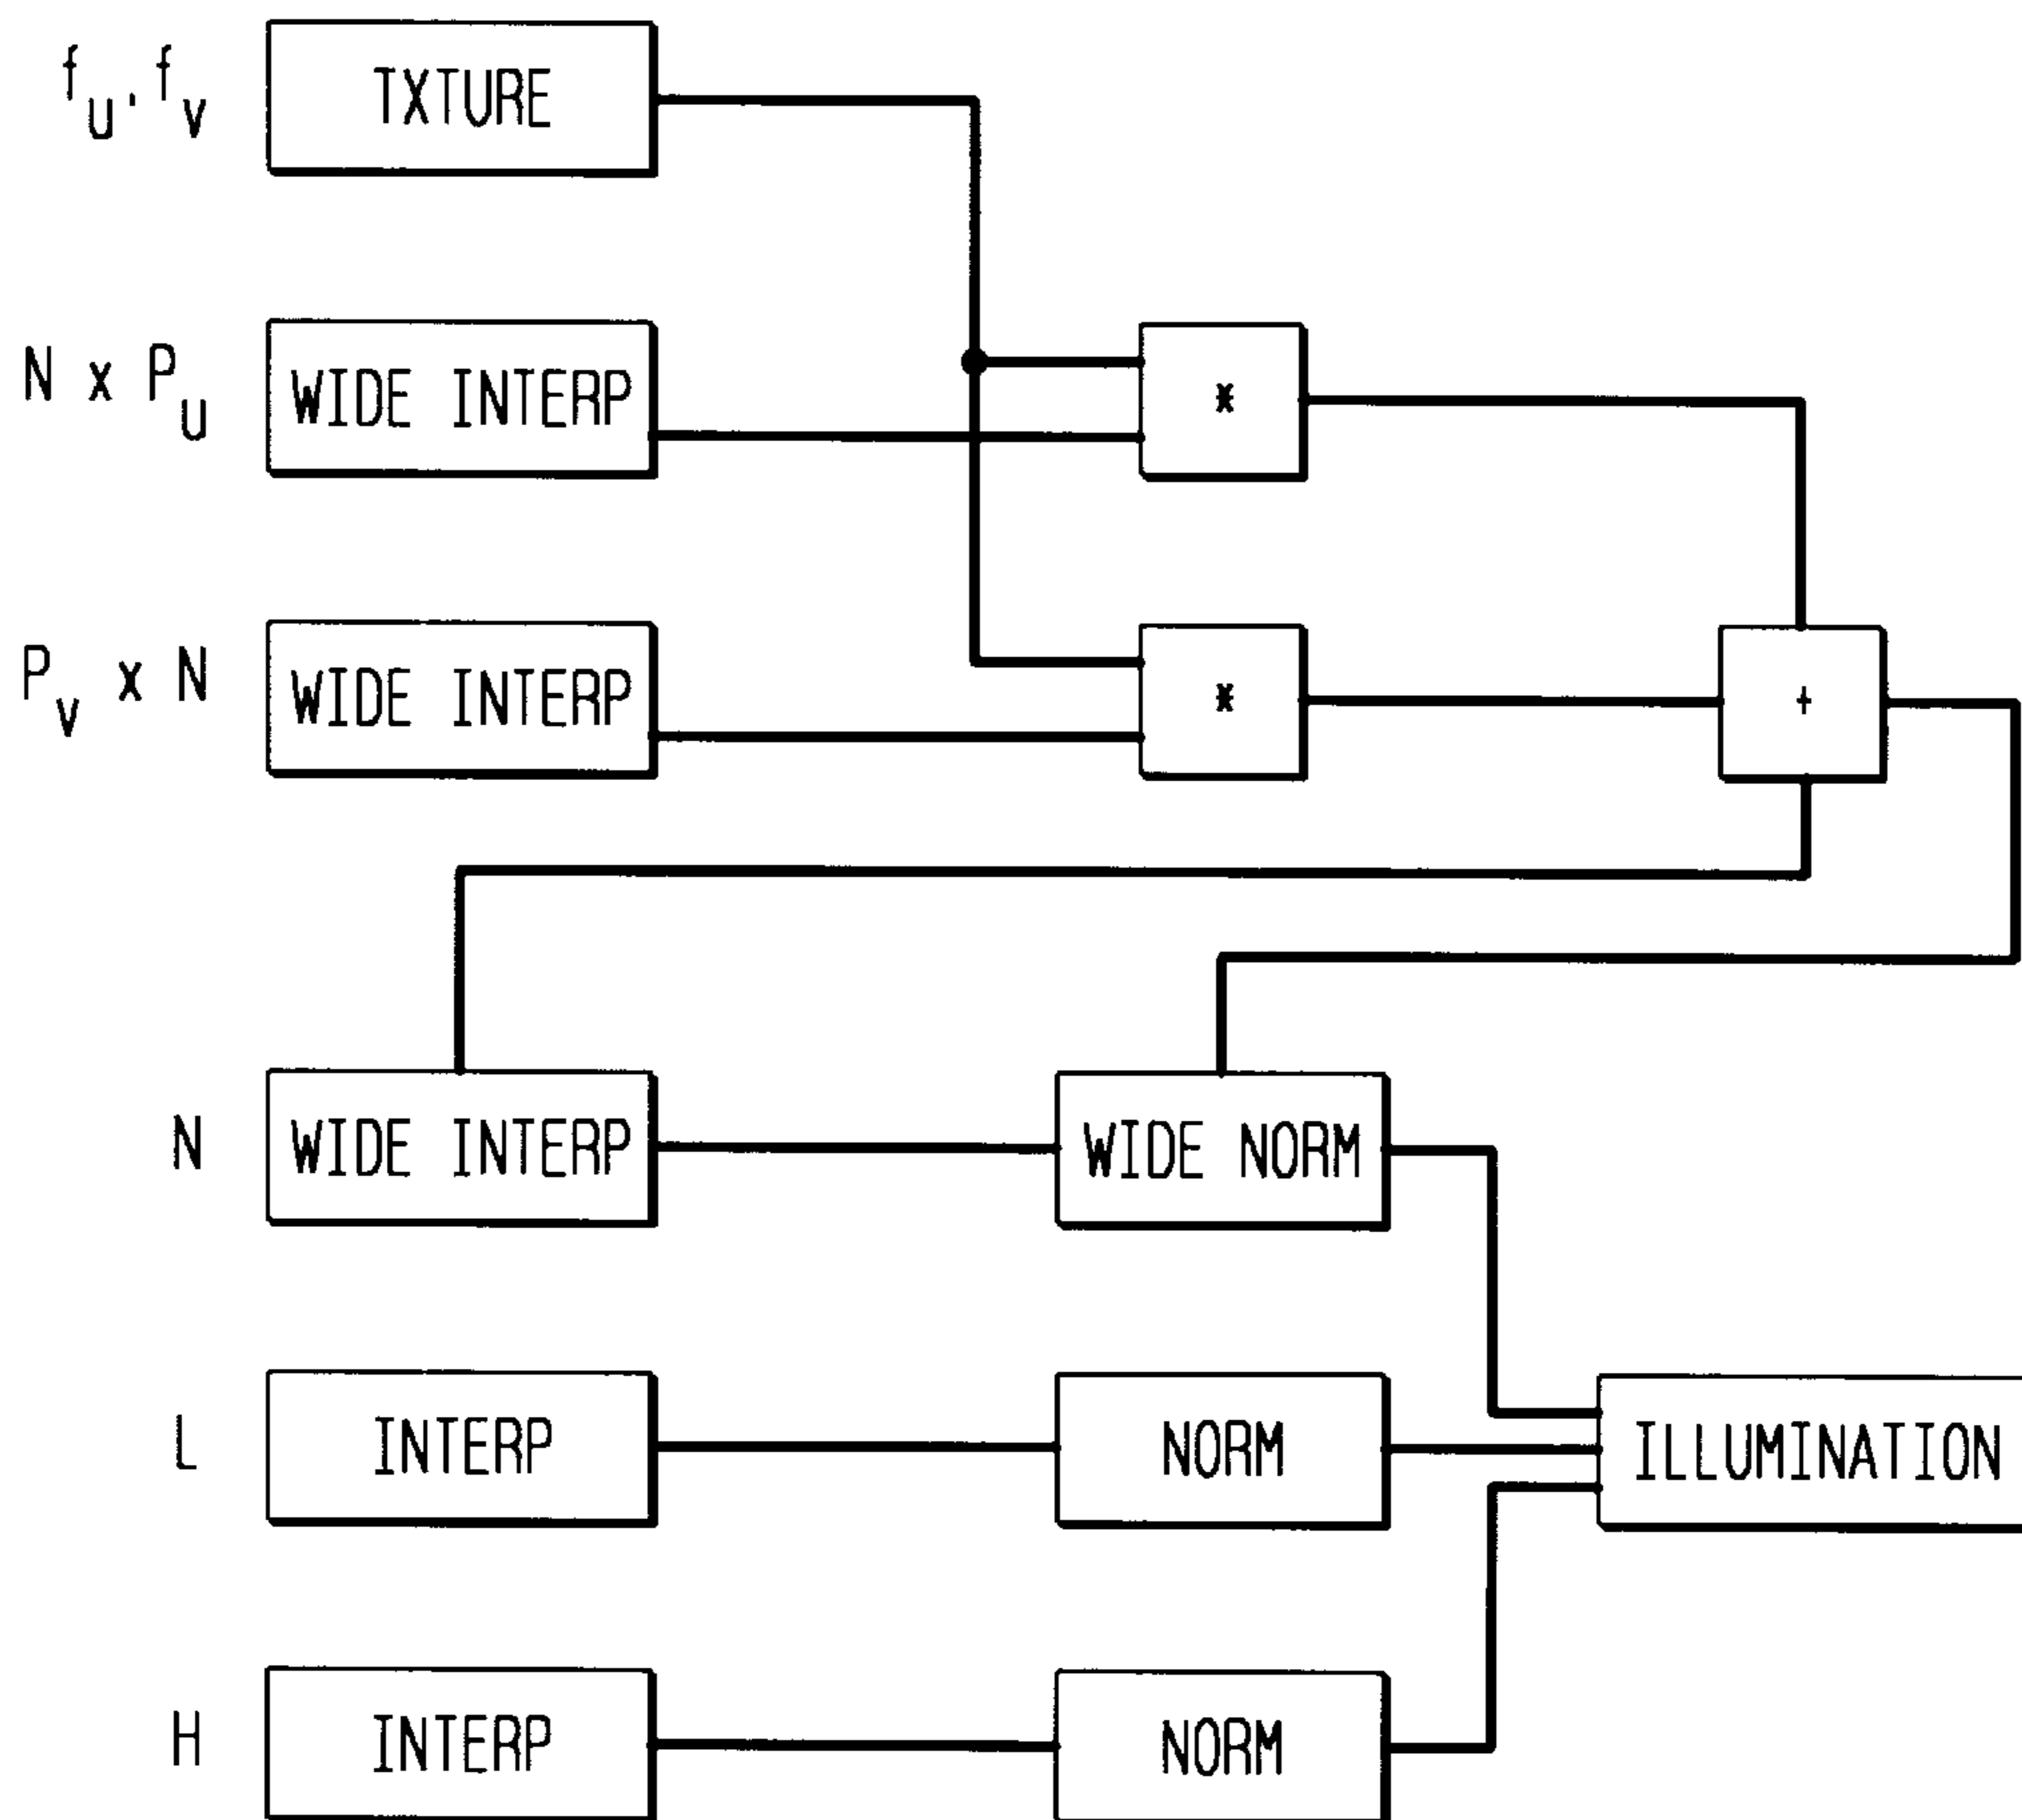 f_u, f_v TXTURE
N x P_u WIDE INTERP *
P_v x N WIDE INTERP * +
N WIDE INTERP WIDE NORM
L INTERP NORM ILLUMINATION
H INTERP NORM